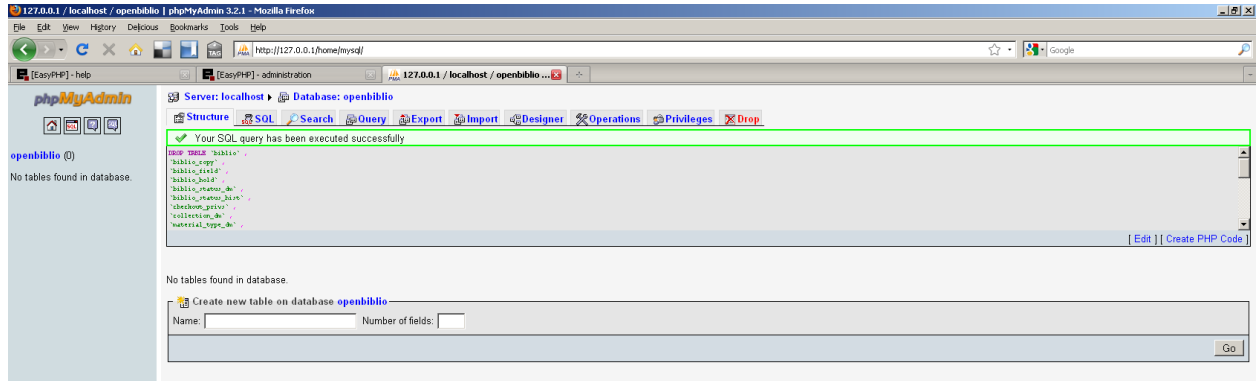 127.0.0.1 / localhost / openbiblio | phpMyAdmin 3.2.1 - Mozilla Firefox
File Edit View History Delicious Bookmarks Tools Help
TAG PMA http://127.0.0.1/home/mysql/ Google
[EasyPHP] - help [EasyPHP] - administration PMA 127.0.0.1 / localhost / openbiblio ...
phpMyAdmin
SQL
openbiblio (0)
No tables found in database.
Server: localhost Database: openbiblio
Structure SQL Search Query Export Import Designer Operations Privileges Drop
Your SQL query has been executed successfully
DROP TABLE `biblio` ,
`biblio_copy` ,
`biblio_field` ,
`biblio_hold` ,
`biblio_status_dm` ,
`biblio_status_hist` ,
`checkout_privs` ,
`collection_dm` ,
`material_type_dm` ,
[ Edit ] [ Create PHP Code ]
No tables found in database.
Create new table on database openbiblio
Name: Number of fields:
Go